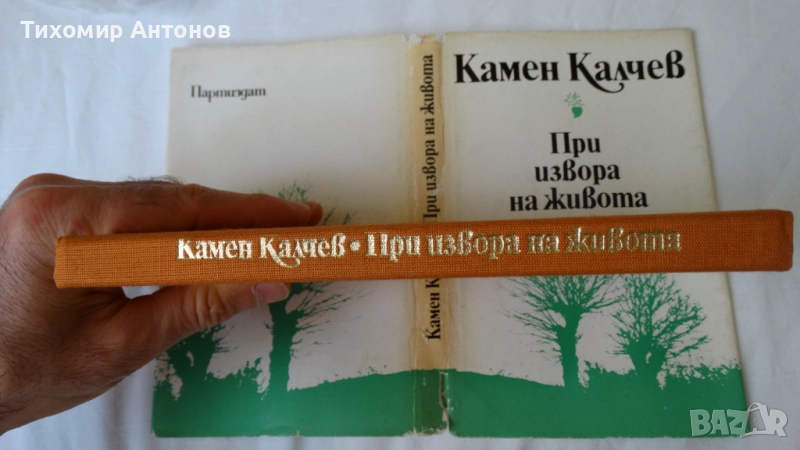 Тихомир Антонов
Партиздат
При извора на живота
Камен К
Камен Калчев
При
извора
на живота
Камен Калчев * При извора на живота
BAZAR